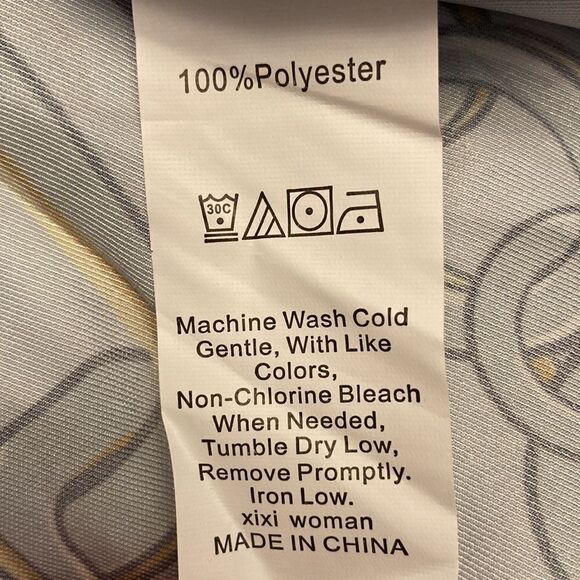 100%Polyester
30C
Machine Wash Cold
Gentle, With Like
Colors,
Non-Chlorine Bleach
When Needed,
Tumble Dry Low,
Remove Promptly.
Iron Low.
xixi woman
MADE IN CHINA